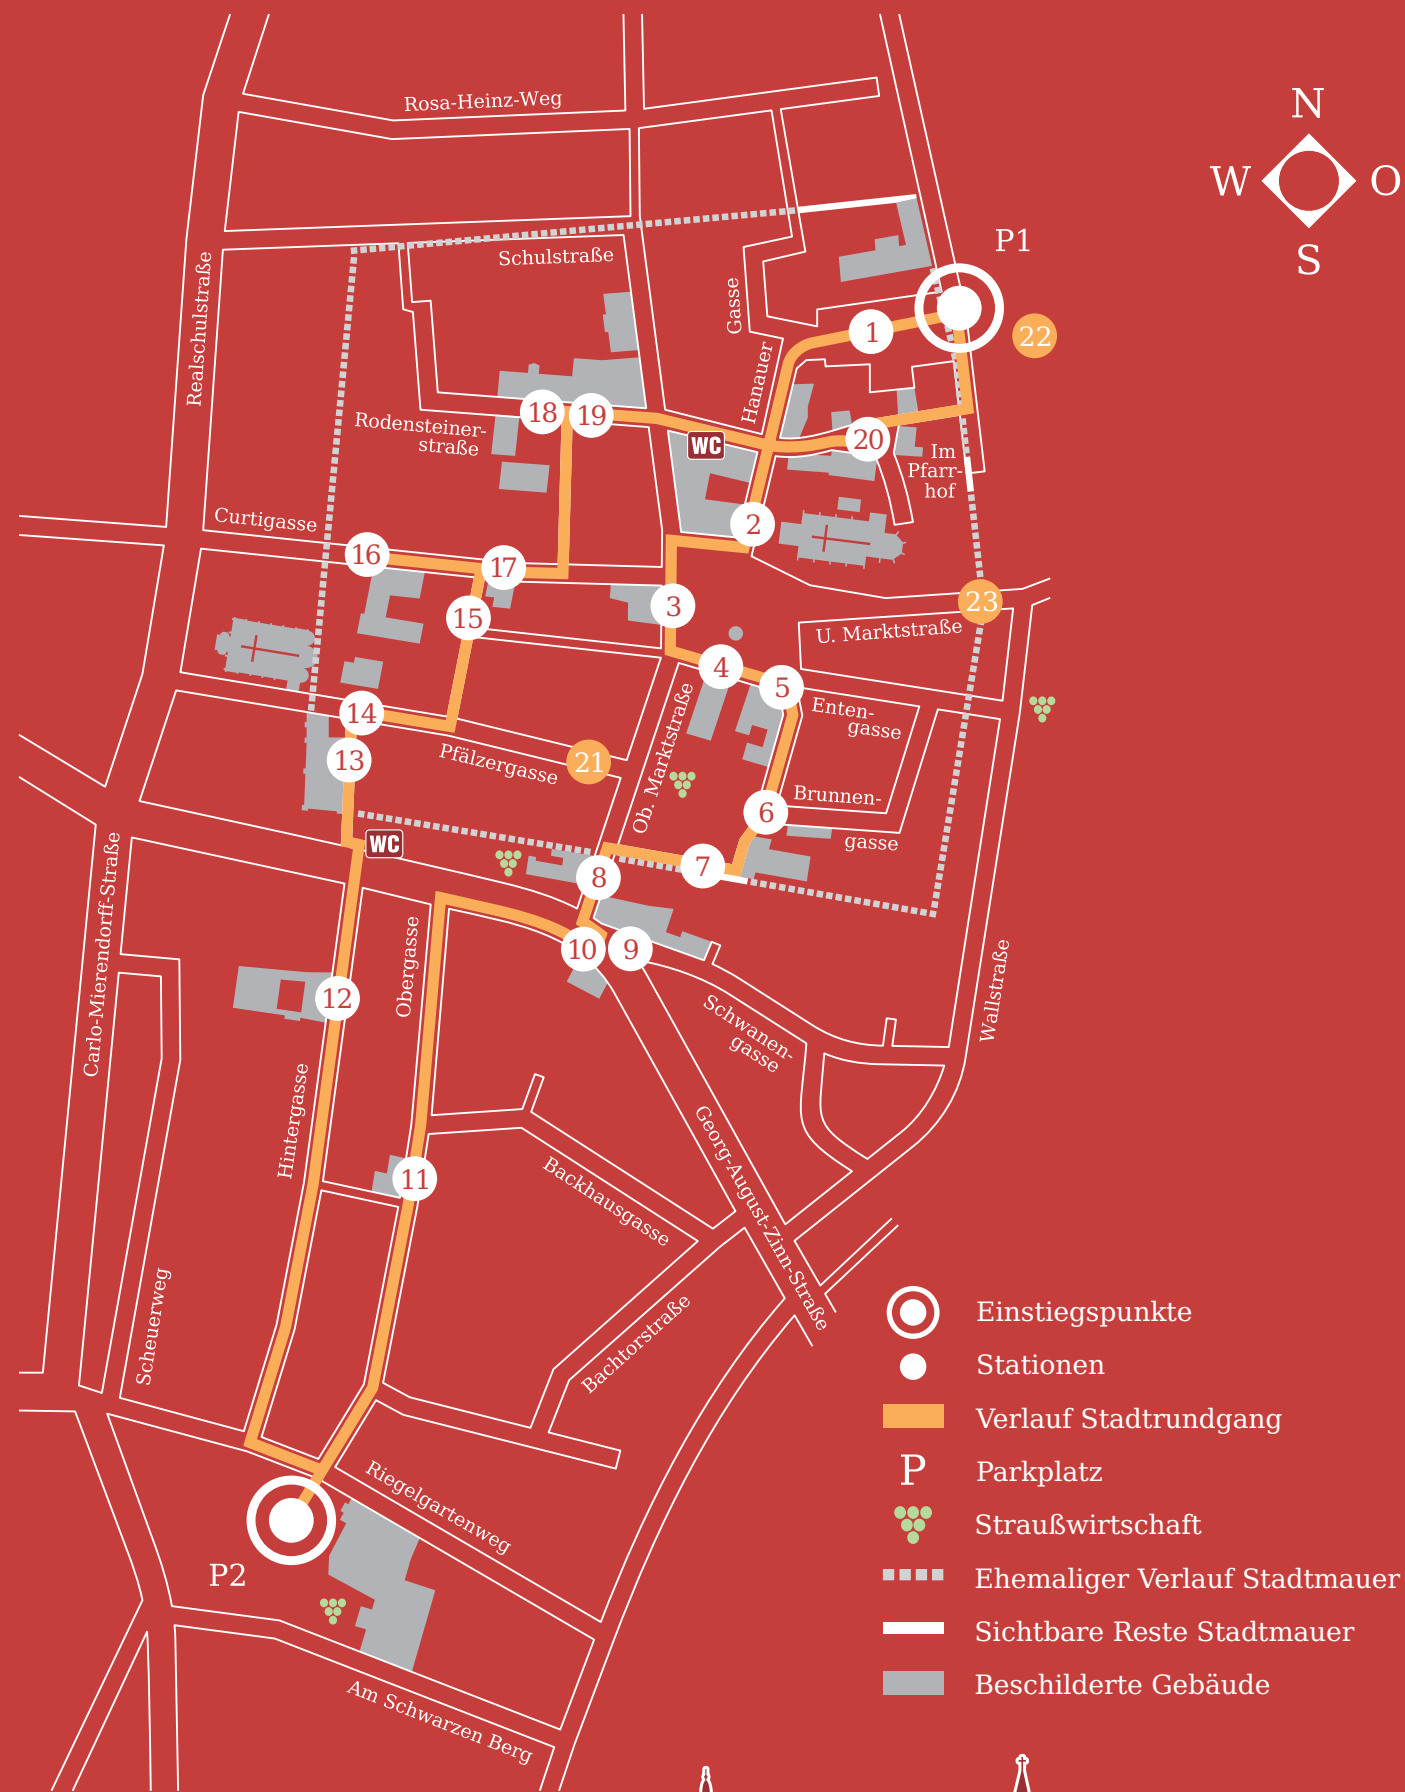 Rosa-Heinz-Weg
N
W
O
S
P1
Schulstraße
Realschulstraße
Gasse
Hanauer
1
22
18
19
Rodensteiner-
straße
WC
20
Im
Pfarr-
hof
Curtigasse
2
16
17
15
3
23
U. Marktstraße
4
5
14
Enten-
gasse
13
Pfälzergasse
21
Ob. Marktstraße
Brunnen-
gasse
6
WC
7
8
10
9
Carlo-Mierendorff-Straße
Obergasse
12
Schwanen-
gasse
Wallstraße
Hintergasse
11
Backhausgasse
Georg-August-Zinn-Straße
Scheuerweg
Bachtorstraße
Riegelgartenweg
P2
Am Schwarzen Berg
Einstiegspunkte
Stationen
Verlauf Stadtrundgang
P Parkplatz
Straußwirtschaft
Ehemaliger Verlauf Stadtmauer
Sichtbare Reste Stadtmauer
Beschilderte Gebäude